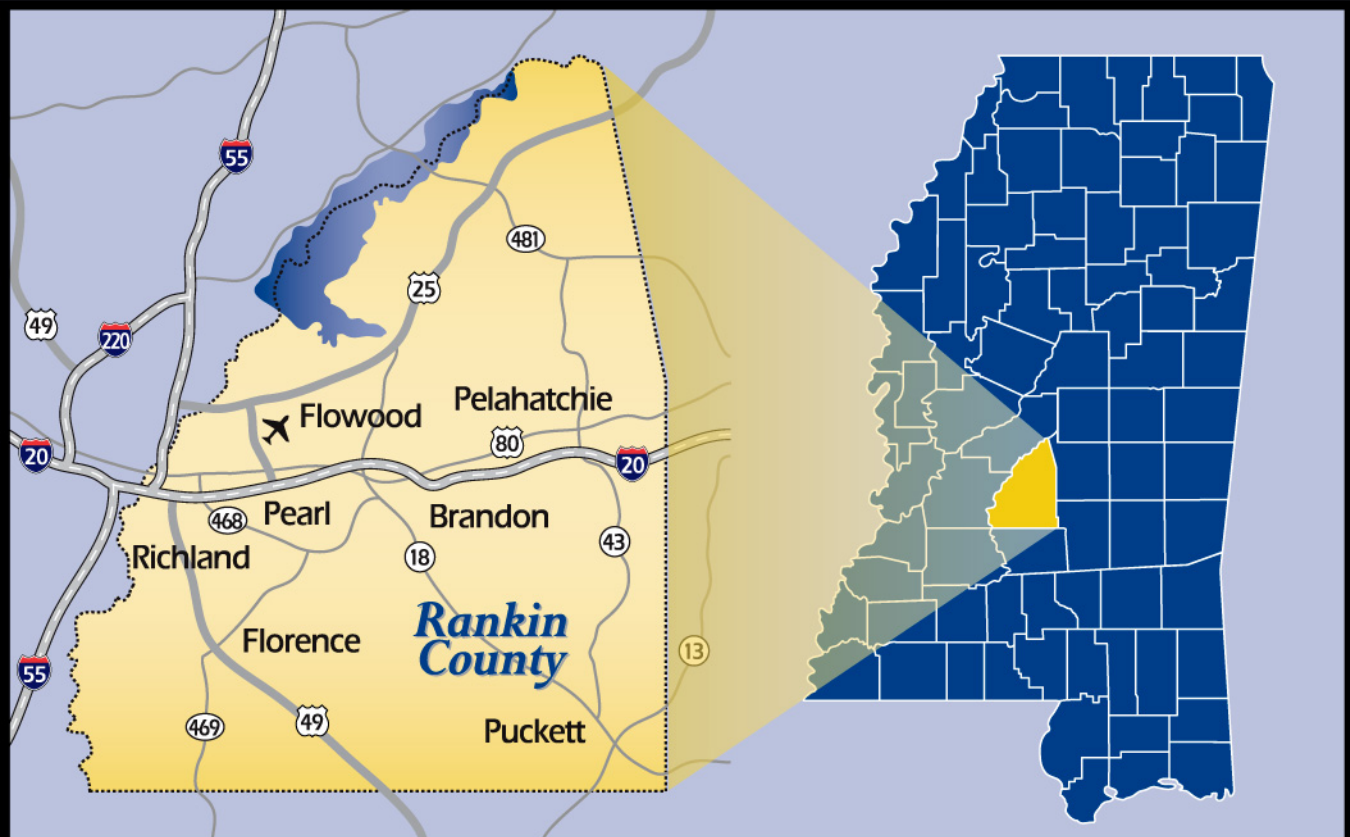 55
481
25
49
220
Pelahatchie
Flowood
80
20
20
468
Pearl
Brandon
Richland
18
43
Rankin
County
Florence
13
55
469
49
Puckett